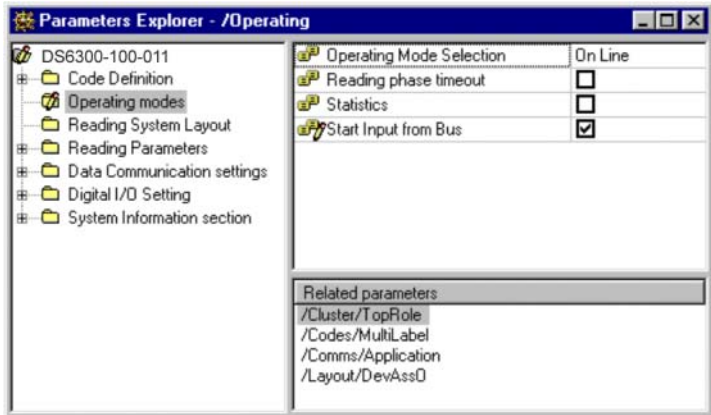 Parameters Explorer - /Operating
DS6300-100-011
Code Definition
Operating modes
Reading System Layout
Reading Parameters
Data Communication settings
Digital I/O Setting
System Information section
Operating Mode Selection On Line
Reading phase timeout
Statistics
Start Input from Bus
Related parameters
/Cluster/TopRole
/Codes/MultiLabel
/Comms/Application
/Layout/DevAss0